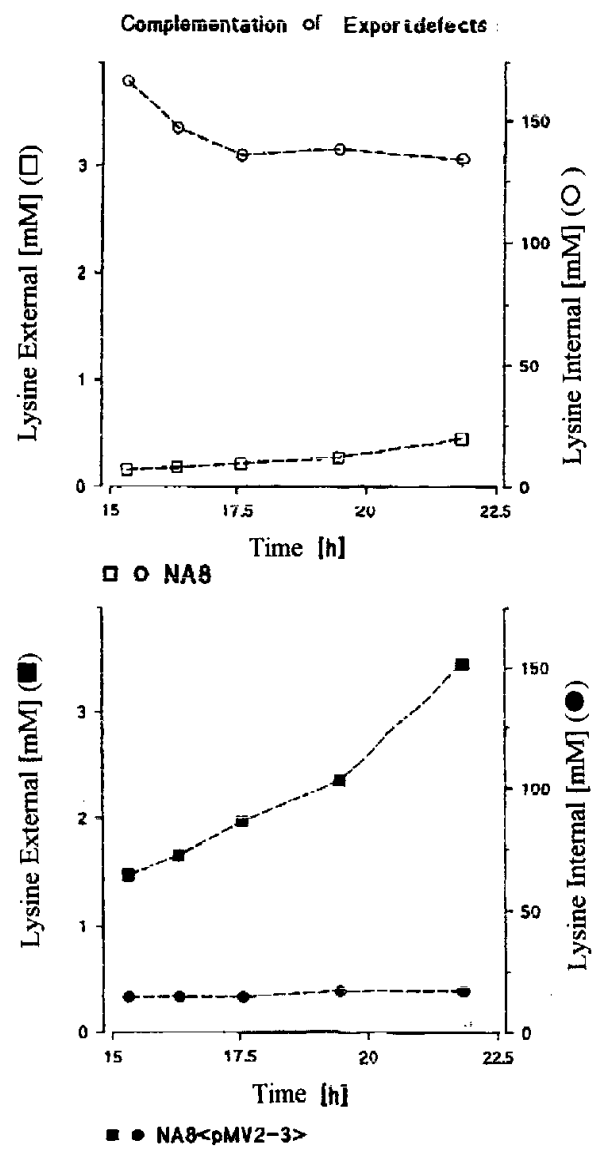 Complementation of Exportdefects
Lysine External [mM] (□)
3
2
1
0
150
100
50
0
Lysine Internal [mM] (○)
15 17.5 20 22.5
Time [h]
□ ○ NA8
Lysine External [mM] (■)
3
2
1
0
150
100
50
0
Lysine Internal [mM] (●)
15 17.5 20 22.5
Time [h]
■ ● NA8<pMV2-3>